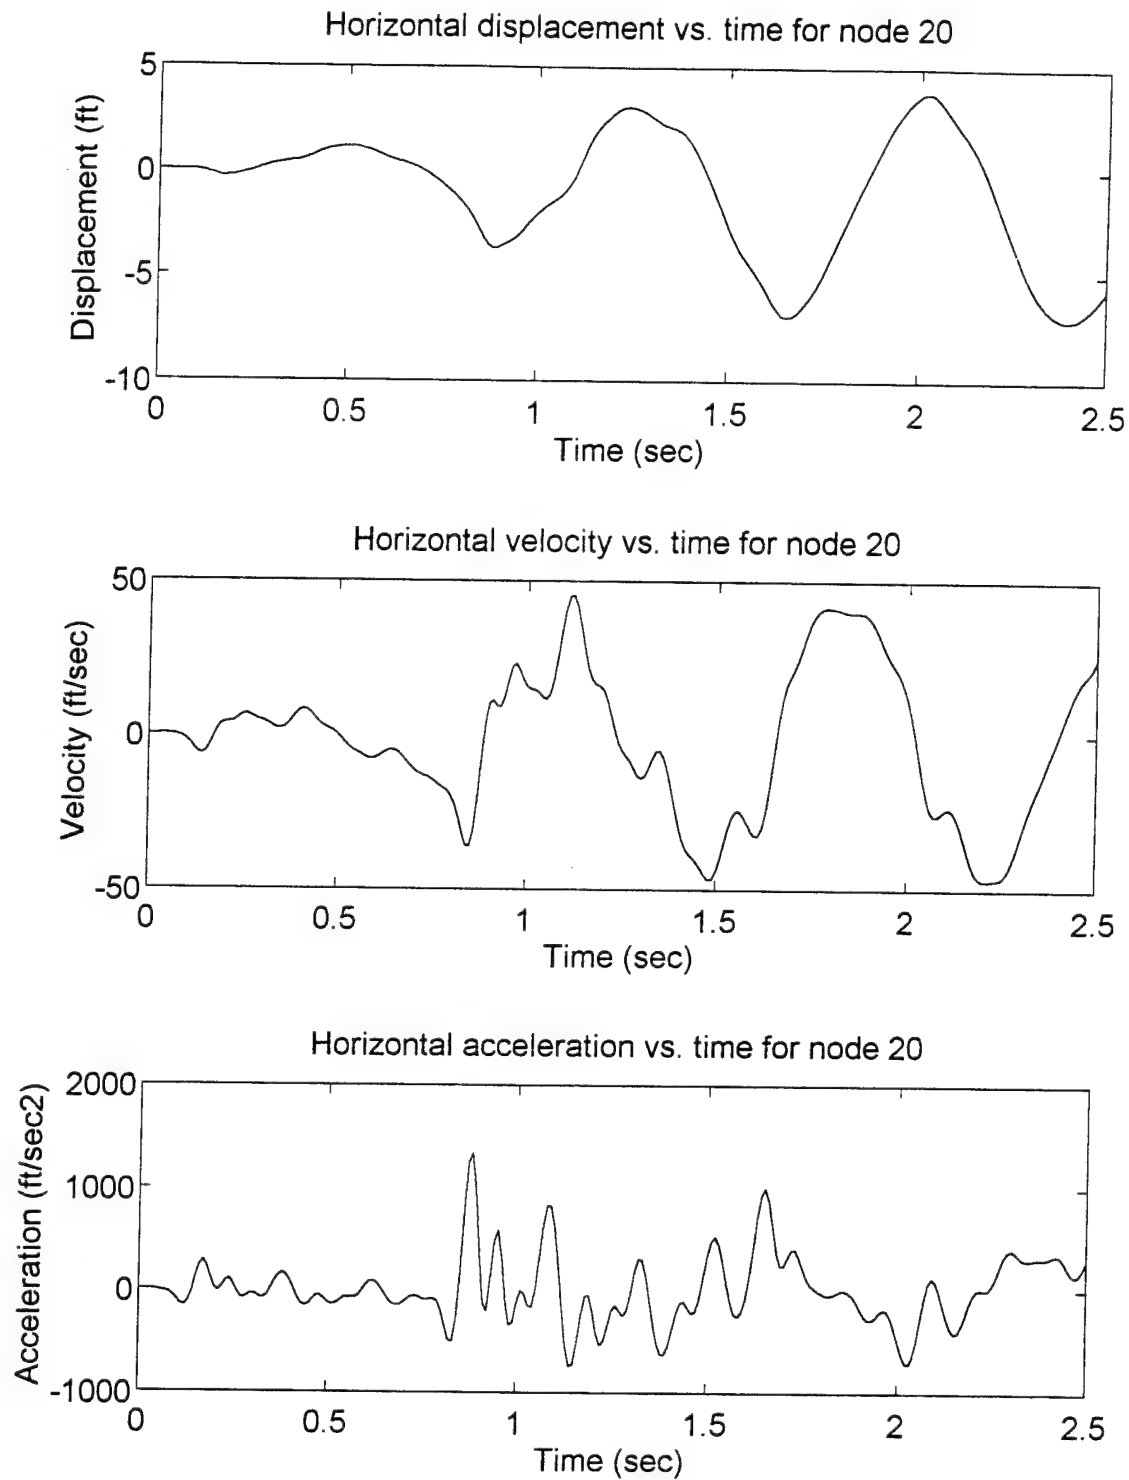 Horizontal displacement vs. time for node 20
5
0
-5
-10
Displacement (ft)
0 0.5 1 1.5 2 2.5
Time (sec)
Horizontal velocity vs. time for node 20
50
0
-50
Velocity (ft/sec)
0 0.5 1 1.5 2 2.5
Time (sec)
Horizontal acceleration vs. time for node 20
2000
1000
0
-1000
Acceleration (ft/sec2)
0 0.5 1 1.5 2 2.5
Time (sec)